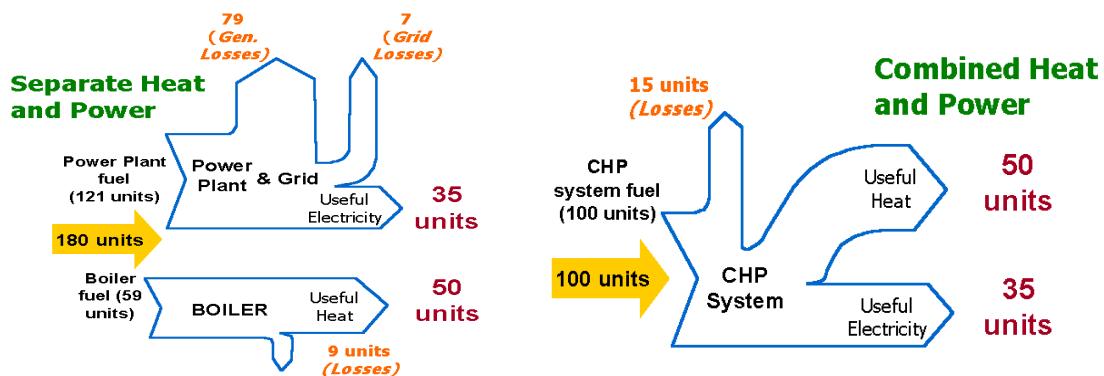 79
(Gen.
Losses)
7
(Grid
Losses)
Separate Heat
and Power
Power Plant
fuel
(121 units)
Power
Plant & Grid
Useful
Electricity
35
units
180 units
Boiler
fuel (59
units)
BOILER
Useful
Heat
50
units
9 units
(Losses)
Combined Heat
and Power
15 units
(Losses)
CHP
system fuel
(100 units)
Useful
Heat
50
units
100 units
CHP
System
Useful
Electricity
35
units